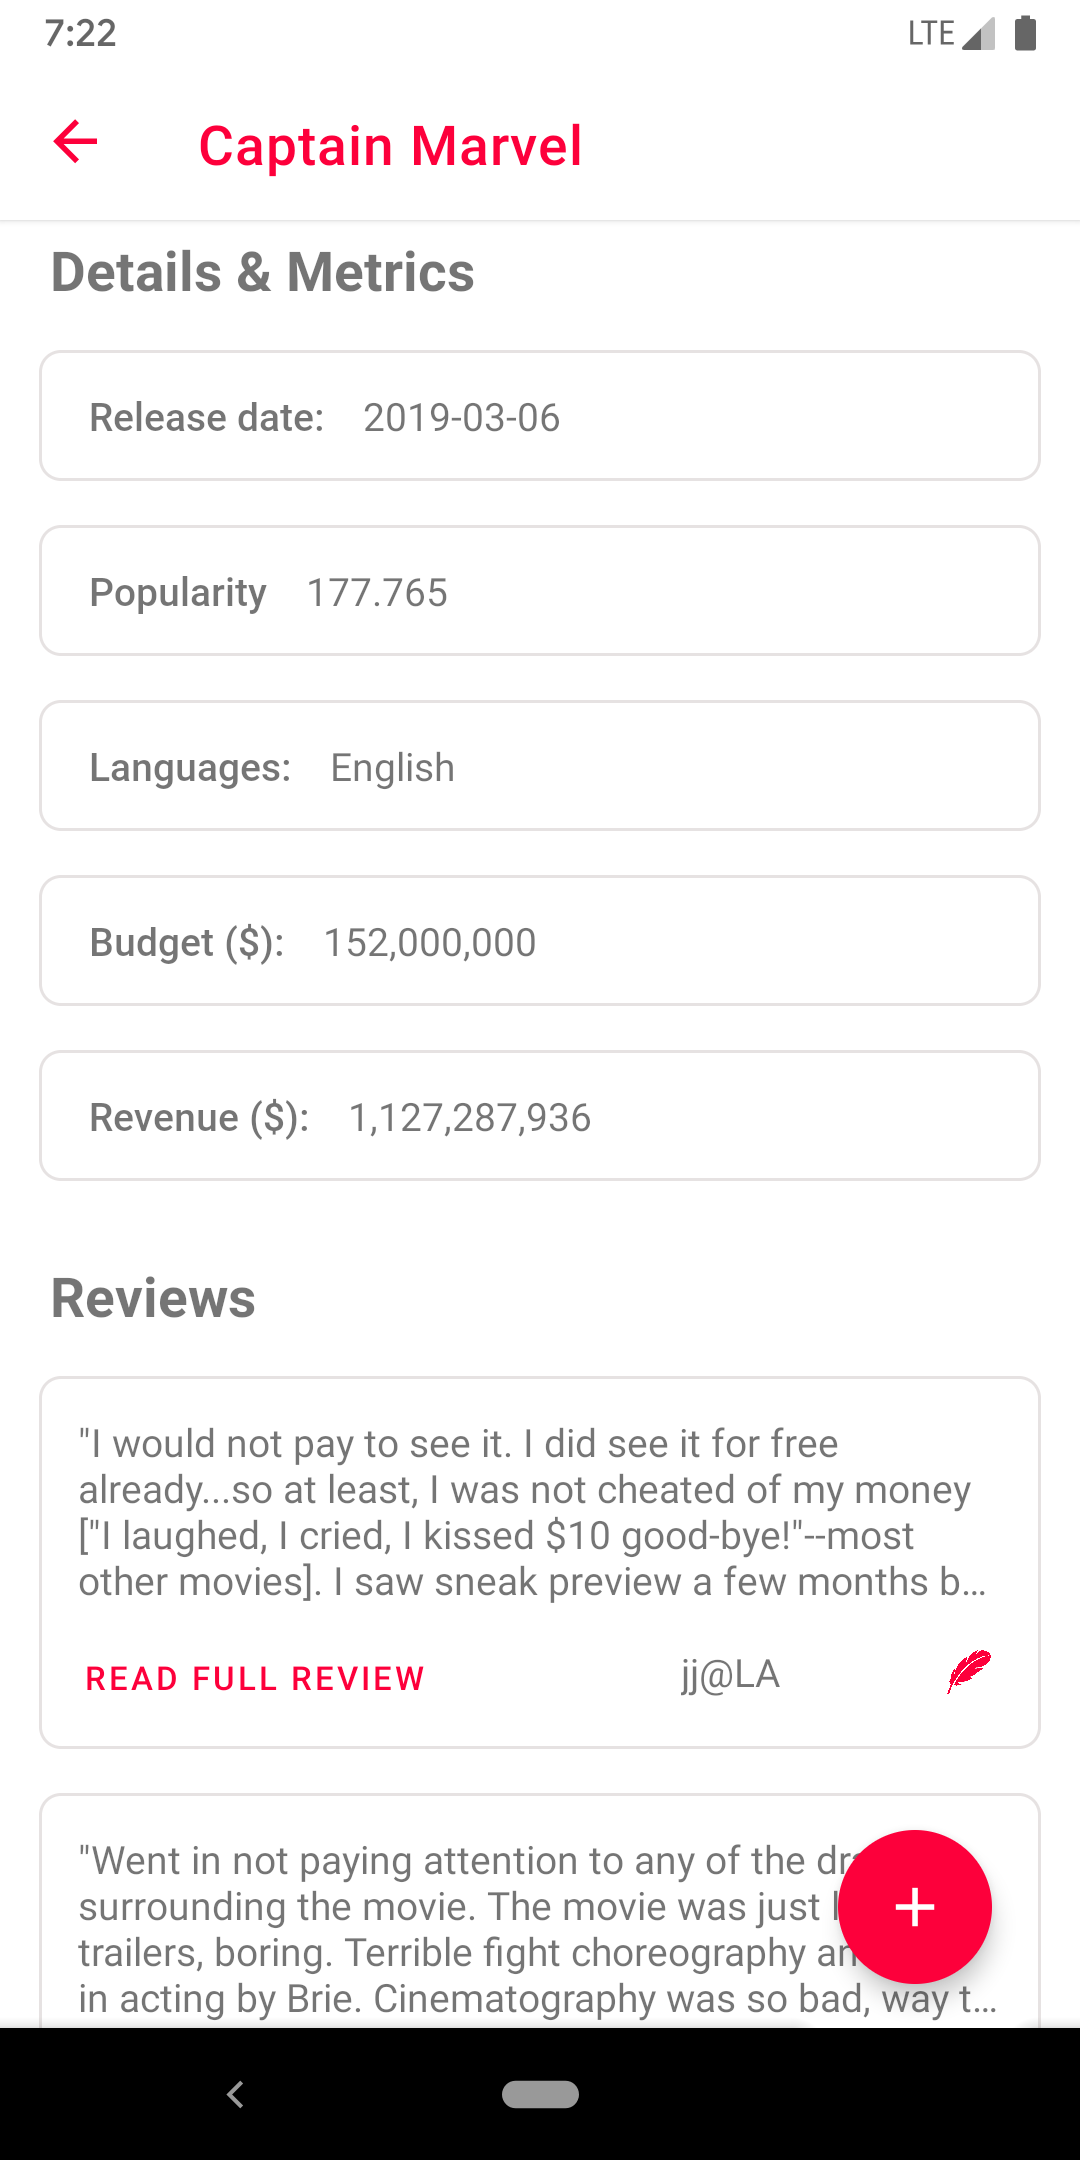 7:22
LTE
Captain Marvel
Details & Metrics
Release date: 2019-03-06
Popularity 177.765
Languages: English
Budget ($): 152,000,000
Revenue ($): 1,127,287,936
Reviews
"I would not pay to see it. I did see it for free
already...so at least, I was not cheated of my money
["I laughed, I cried, I kissed $10 good-bye!"--most
other movies]. I saw sneak preview a few months b...
READ FULL REVIEW
jj@LA
"Went in not paying attention to any of the
surrounding the movie. The movie was just
trailers, boring. Terrible fight choreography
in acting by Brie. Cinematography was so bad, way t...